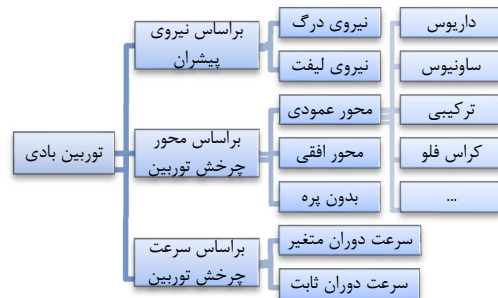 توربین بادی
براساس نیروی
پیشران
نیروی درگ
نیروی لیفت
براساس محور
چرخش توربین
محور عمودی
محور افقی
بدون پره
داریوس
ساونیوس
ترکیبی
کراس فلو
...
براساس سرعت
چرخش توربین
سرعت دوران متغیر
سرعت دوران ثابت